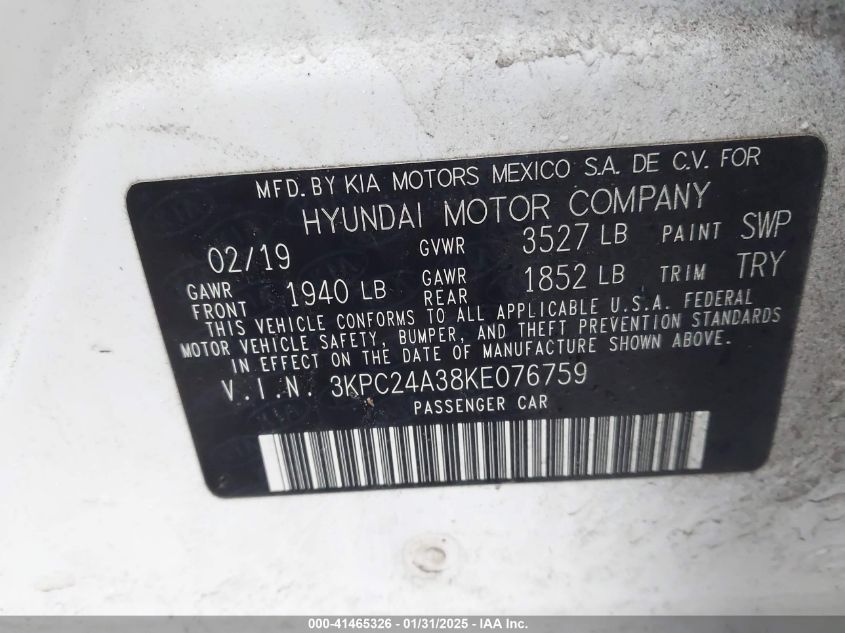 MFD. BY KIA MOTORS MEXICO S.A. DE C.V. FOR
HYUNDAI MOTOR COMPANY
02/19 GVWR 3527 LB PAINT SWP
GAWR FRONT 1940 LB GAWR REAR 1852 LB TRIM TRY
THIS VEHICLE CONFORMS TO ALL APPLICABLE U.S.A. FEDERAL
MOTOR VEHICLE SAFETY, BUMPER, AND THEFT PREVENTION STANDARDS
IN EFFECT ON THE DATE OF MANUFACTURE SHOWN ABOVE.
V.I.N. 3KPC24A38KE076759
PASSENGER CAR
000-41465326 - 01/31/2025 - IAA Inc.